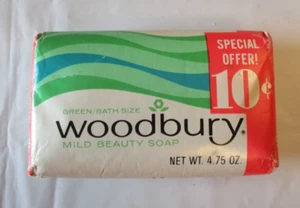 SPECIAL
OFFER!
10¢
GREEN/BATH SIZE
woodbury®
MILD BEAUTY SOAP
NET WT. 4.75 OZ.